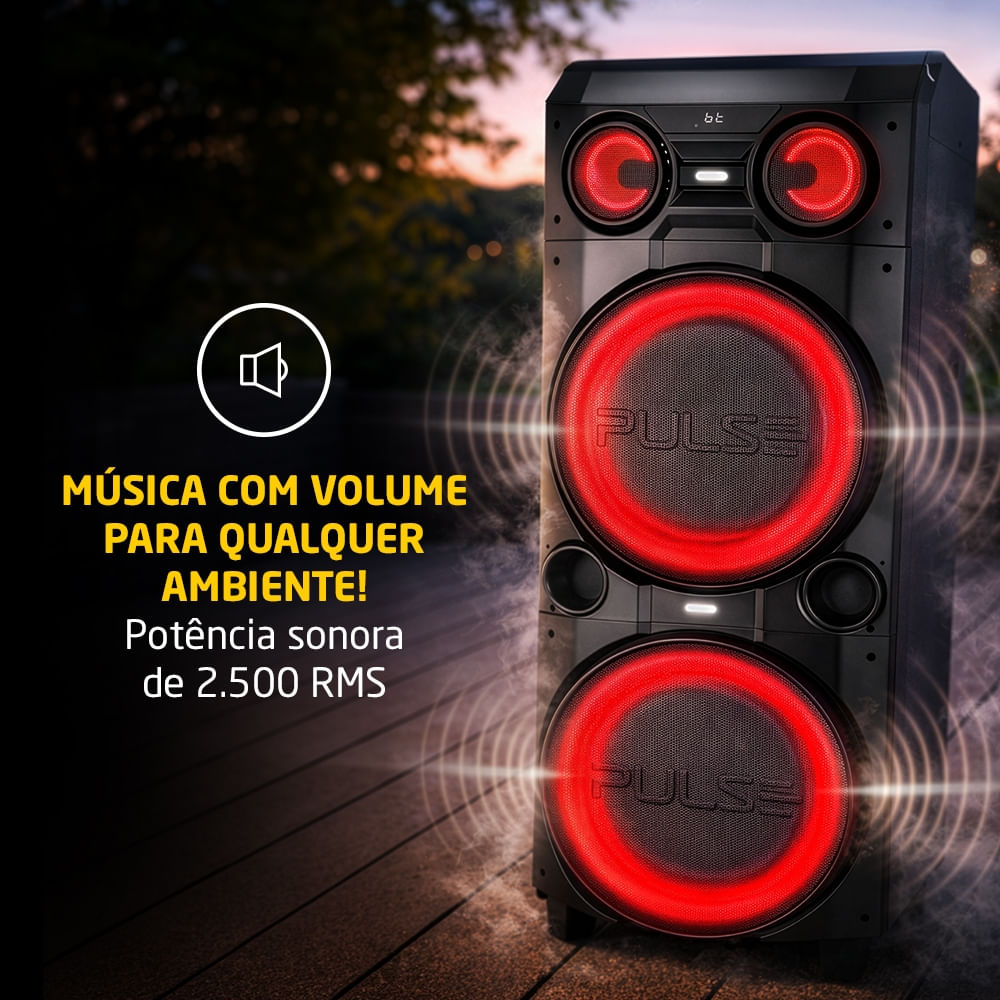 bt
MÚSICA COM VOLUME
PARA QUALQUER
AMBIENTE!
Potência sonora
de 2.500 RMS
PULSE
PULSE